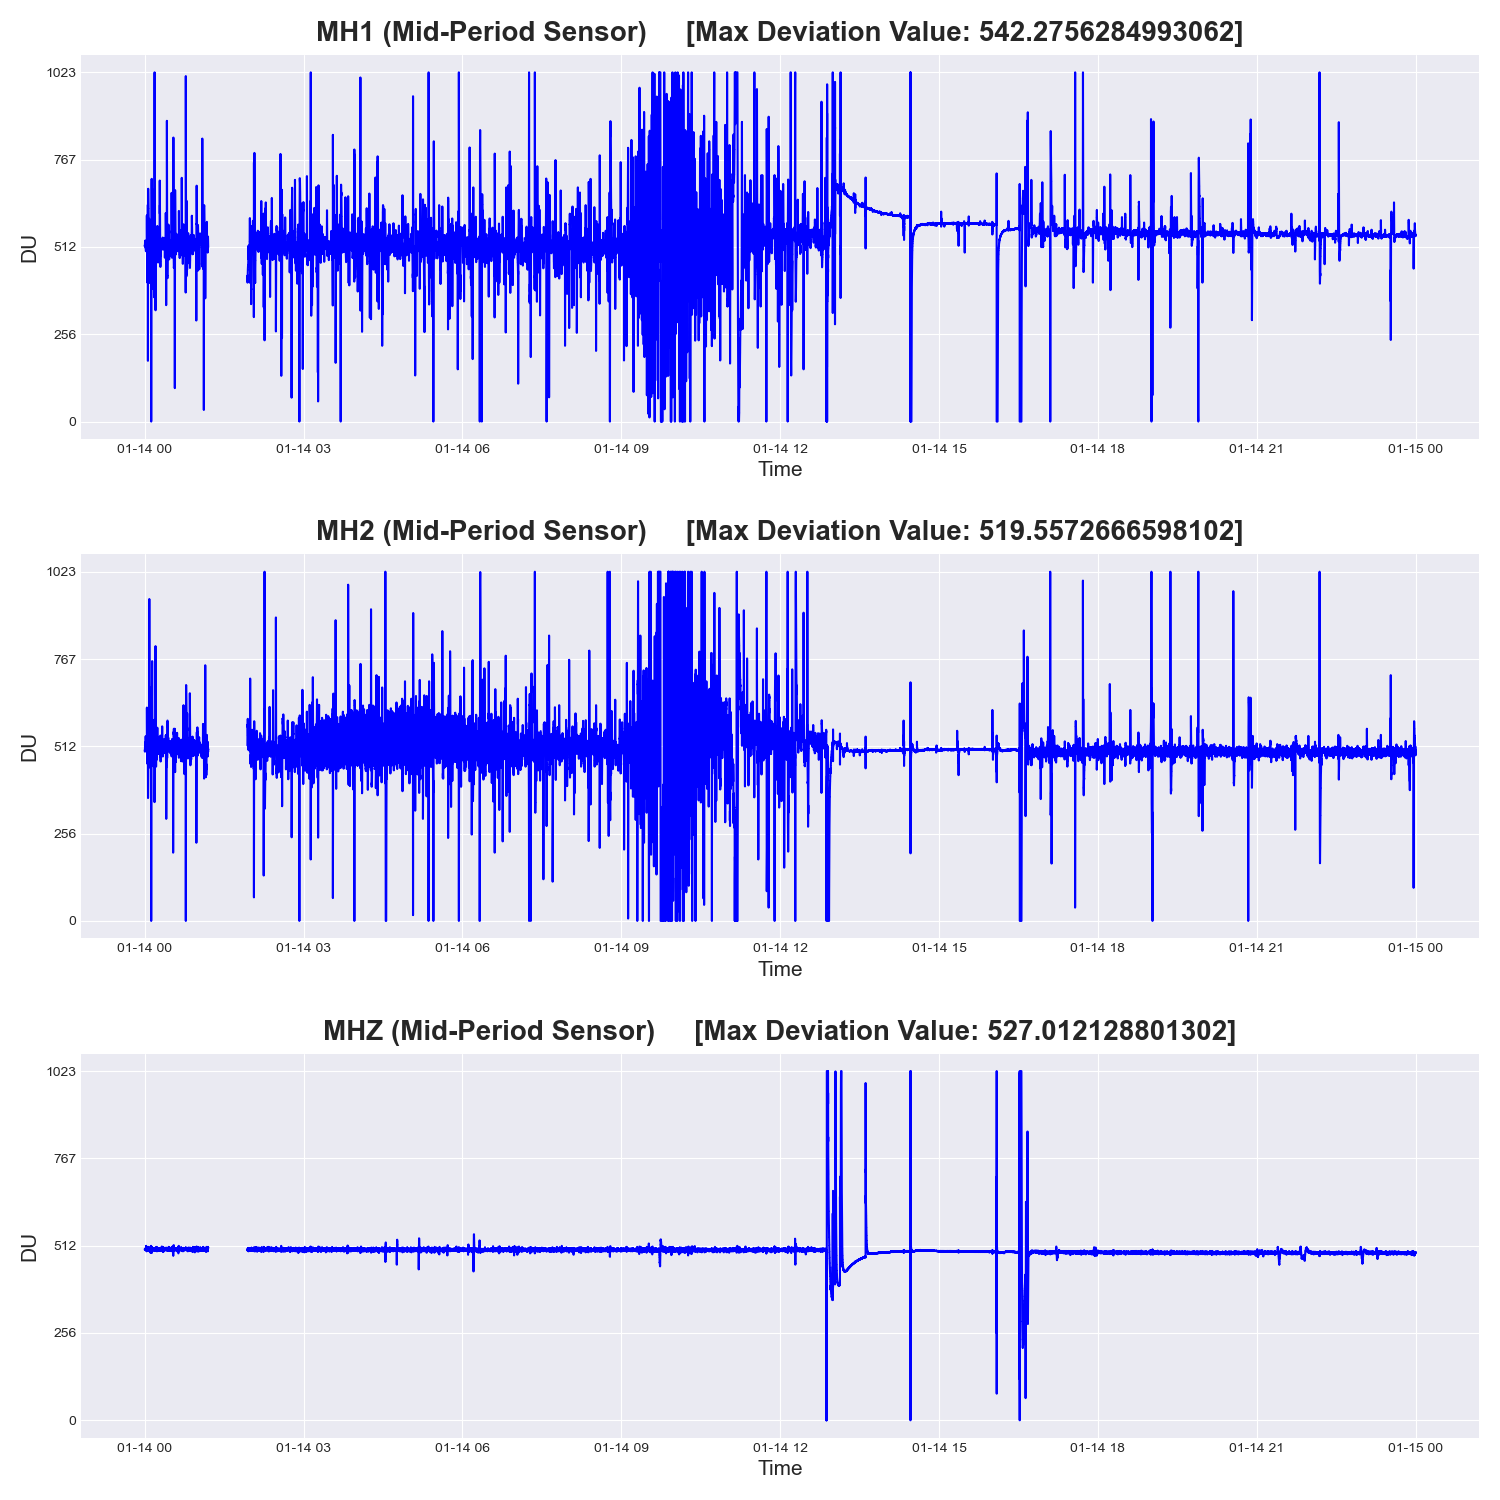 MH1 (Mid-Period Sensor) [Max Deviation Value: 542.2756284993062]
1023
767
512
256
0
DU
01-14 00 01-14 03 01-14 06 01-14 09 01-14 12 01-14 15 01-14 18 01-14 21 01-15 00
Time
MH2 (Mid-Period Sensor) [Max Deviation Value: 519.5572666598102]
1023
767
512
256
0
DU
01-14 00 01-14 03 01-14 06 01-14 09 01-14 12 01-14 15 01-14 18 01-14 21 01-15 00
Time
MHZ (Mid-Period Sensor) [Max Deviation Value: 527.012128801302]
1023
767
512
256
0
DU
01-14 00 01-14 03 01-14 06 01-14 09 01-14 12 01-14 15 01-14 18 01-14 21 01-15 00
Time